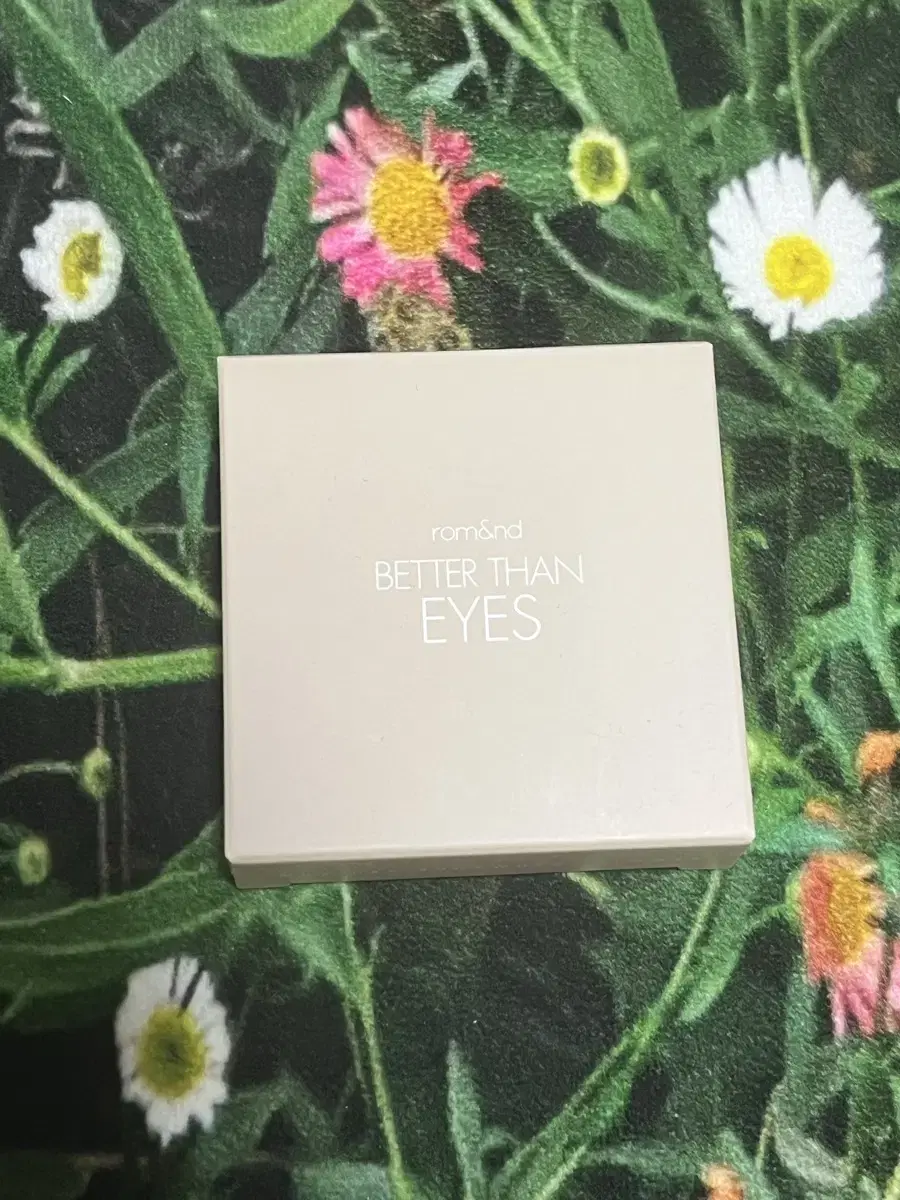 rom&nd
BETTER THAN
EYES